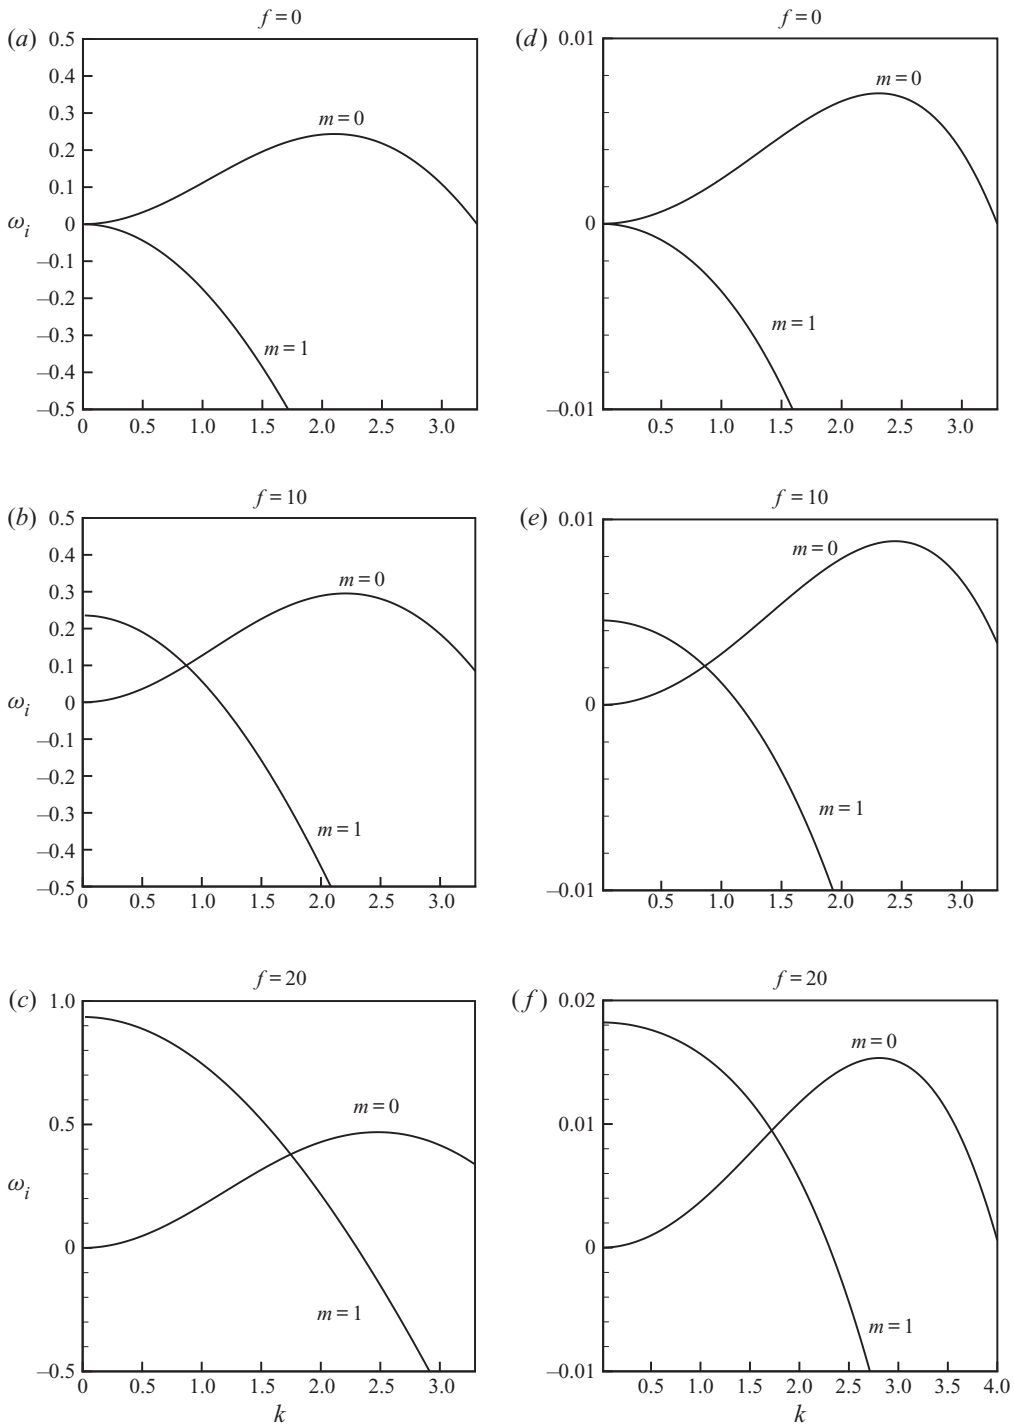 f = 0
(a)
0.5
0.4
0.3
0.2
0.1
0
–0.1
–0.2
–0.3
–0.4
–0.5
ωi
m = 0
m = 1
0 0.5 1.0 1.5 2.0 2.5 3.0
f = 0
(d)
0.01
0
–0.01
m = 0
m = 1
0.5 1.0 1.5 2.0 2.5 3.0
f = 10
(b)
0.5
0.4
0.3
0.2
0.1
0
–0.1
–0.2
–0.3
–0.4
–0.5
ωi
m = 0
m = 1
0 0.5 1.0 1.5 2.0 2.5 3.0
f = 10
(e)
0.01
0
–0.01
m = 0
m = 1
0.5 1.0 1.5 2.0 2.5 3.0
f = 20
(c)
1.0
0.5
0
–0.5
ωi
m = 0
m = 1
0 0.5 1.0 1.5 2.0 2.5 3.0
k
f = 20
(f)
0.02
0.01
0
–0.01
m = 0
m = 1
0.5 1.0 1.5 2.0 2.5 3.0 3.5 4.0
k